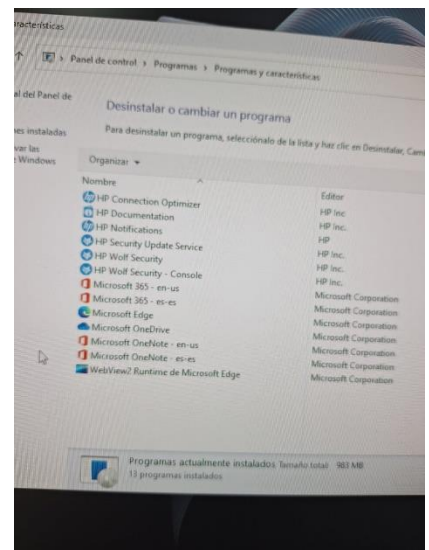 aracterísticas
Panel de control > Programas > Programas y características
al del Panel de
Desinstalar o cambiar un programa
nes instaladas
Para desinstalar un programa, selecciónalo de la lista y haz clic en Desinstalar, Cam
var las
Windows
Organizar
Nombre Editor
HP Connection Optimizer HP Inc.
HP Documentation HP Inc.
HP Notifications HP
HP Security Update Service HP Inc.
HP Wolf Security HP Inc.
HP Wolf Security - Console HP Inc.
Microsoft 365 - en-us Microsoft Corporation
Microsoft 365 - es-es Microsoft Corporation
Microsoft Edge Microsoft Corporation
Microsoft OneDrive Microsoft Corporation
Microsoft OneNote - en-us Microsoft Corporation
Microsoft OneNote - es-es Microsoft Corporation
WebView2 Runtime de Microsoft Edge Microsoft Corporation
Programas actualmente instalados Tamaño total: 983 MB
13 programas instalados